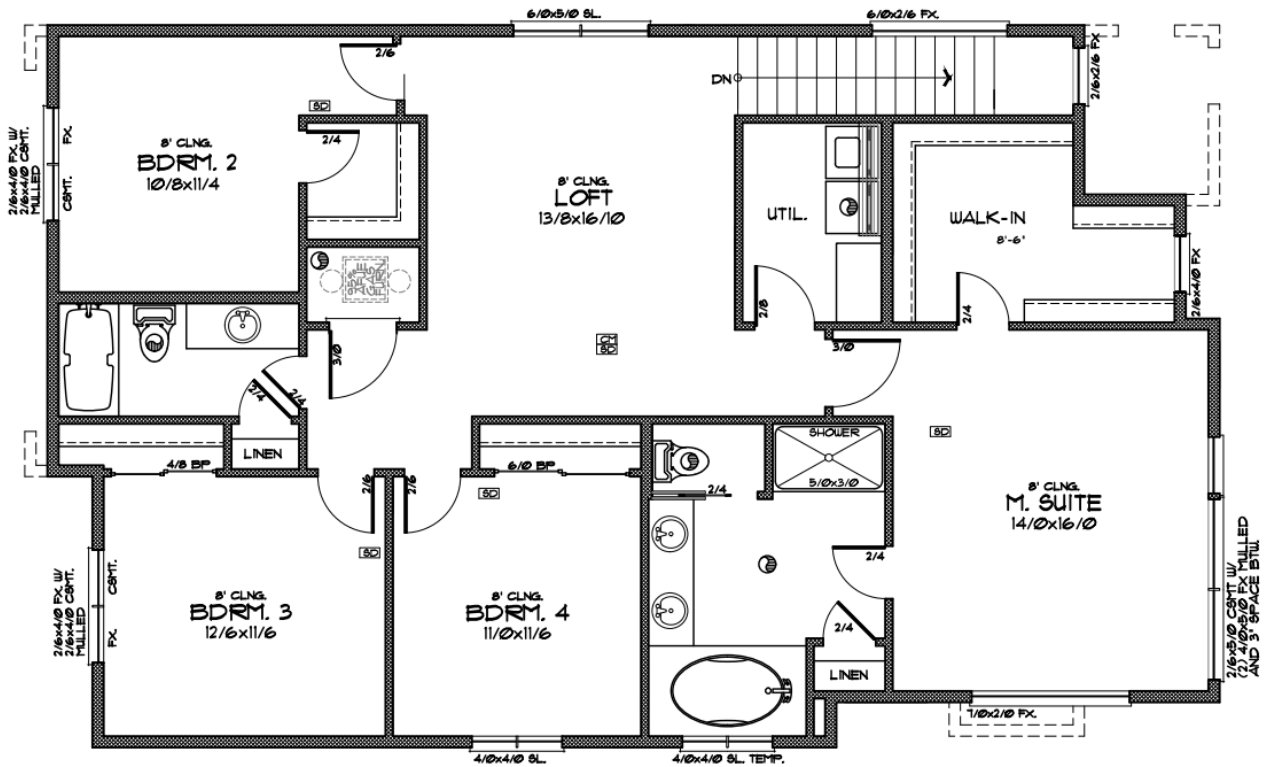 6/0x5/0 SL.
6/0x2/6 FX.
2/6
DN
2/6x2/6 FX
SD
8' CLNG.
BDRM. 2
10/8x11/4
2/4
2/6x4/0 FX. W/
2/6x4/0 CSMT.
MULLED
FX.
CSMT.
8' CLNG.
LOFT
13/8x16/10
UTIL.
WALK-IN
8'-6"
2/6x4/0 FX
95%
AFUE
GAS
FURN
2/8
2/4
3/0
CM
SD
3/0
2/4
2/4
LINEN
4/8 BP
6/0 BP
SHOWER
5/0x3/0
SD
2/6
2/6
SD
2/4
8' CLNG.
M. SUITE
14/0x16/0
SD
2/4
2/6x4/0 FX. W/
2/6x4/0 CSMT.
MULLED
CSMT.
FX.
8' CLNG.
BDRM. 3
12/6x11/6
8' CLNG.
BDRM. 4
11/0x11/6
2/4
LINEN
2/6x5/0 CSMT W/
(2) 4/0x5/0 FX MULLED
AND 3" SPACE BTW.
7/0x2/0 FX.
4/0x4/0 SL.
4/0x4/0 SL. TEMP.